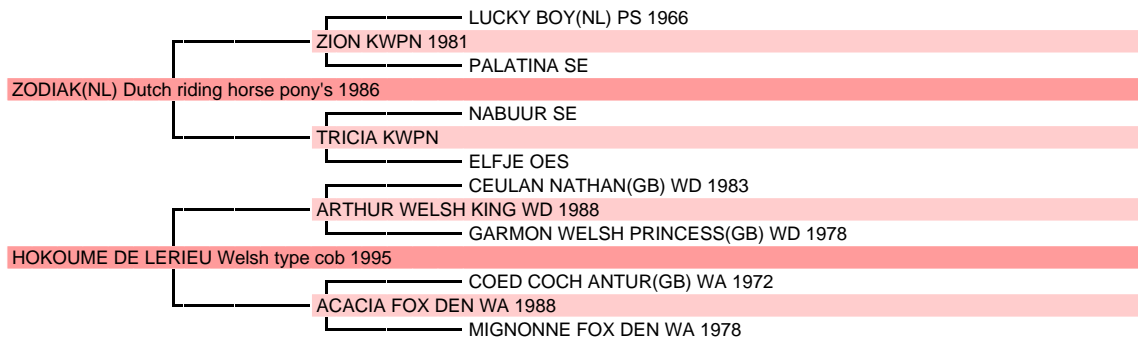 LUCKY BOY(NL) PS 1966
ZION KWPN 1981
PALATINA SE
ZODIAK(NL) Dutch riding horse pony's 1986
NABUUR SE
TRICIA KWPN
ELFJE OES
CEULAN NATHAN(GB) WD 1983
ARTHUR WELSH KING WD 1988
GARMON WELSH PRINCESS(GB) WD 1978
HOKOUME DE LERIEU Welsh type cob 1995
COED COCH ANTUR(GB) WA 1972
ACACIA FOX DEN WA 1988
MIGNONNE FOX DEN WA 1978